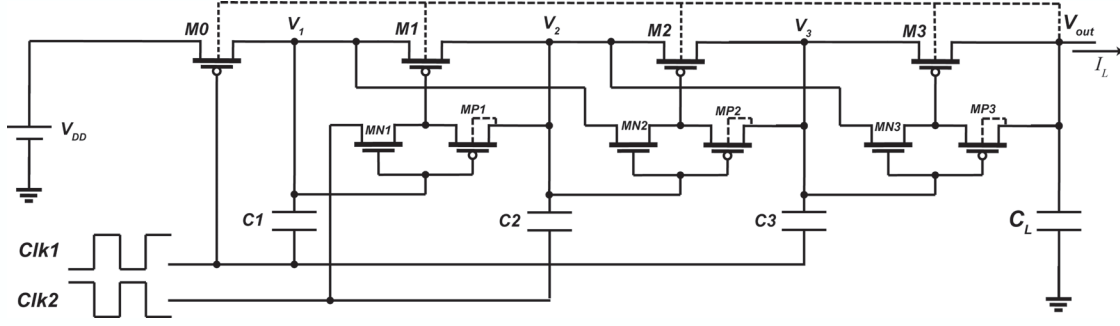 M0 V1 M1 V2 M2 V3 M3 Vout
IL
VDD
MP1 MP2 MP3
MN1 MN2 MN3
C1 C2 C3 CL
Clk1
Clk2